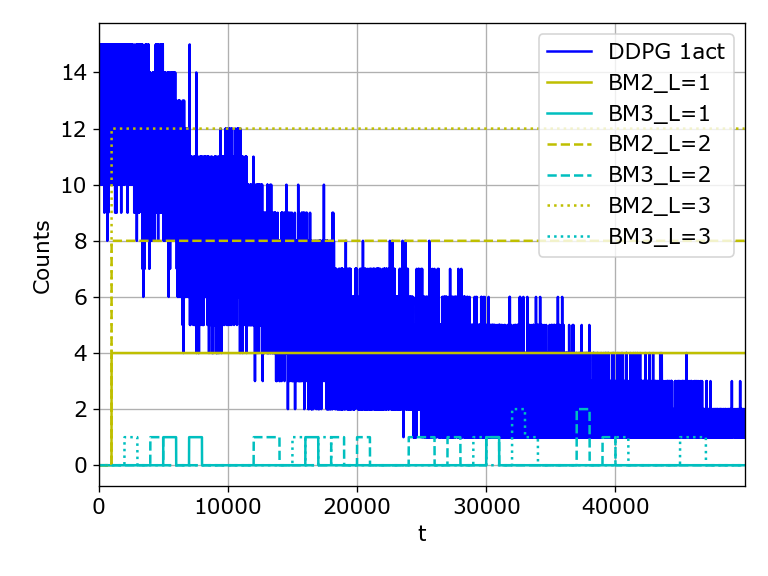 DDPG 1act
BM2_L=1
BM3_L=1
BM2_L=2
BM3_L=2
BM2_L=3
BM3_L=3
14
12
10
8
6
4
2
0
Counts
0 10000 20000 30000 40000
t